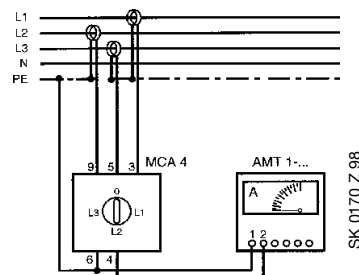 L1
L2
L3
N
PE
9 5 3 MCA 4 AMT 1-...
0
L3 L1
L2
A
1 2
6 4
SK 0170 Z 98